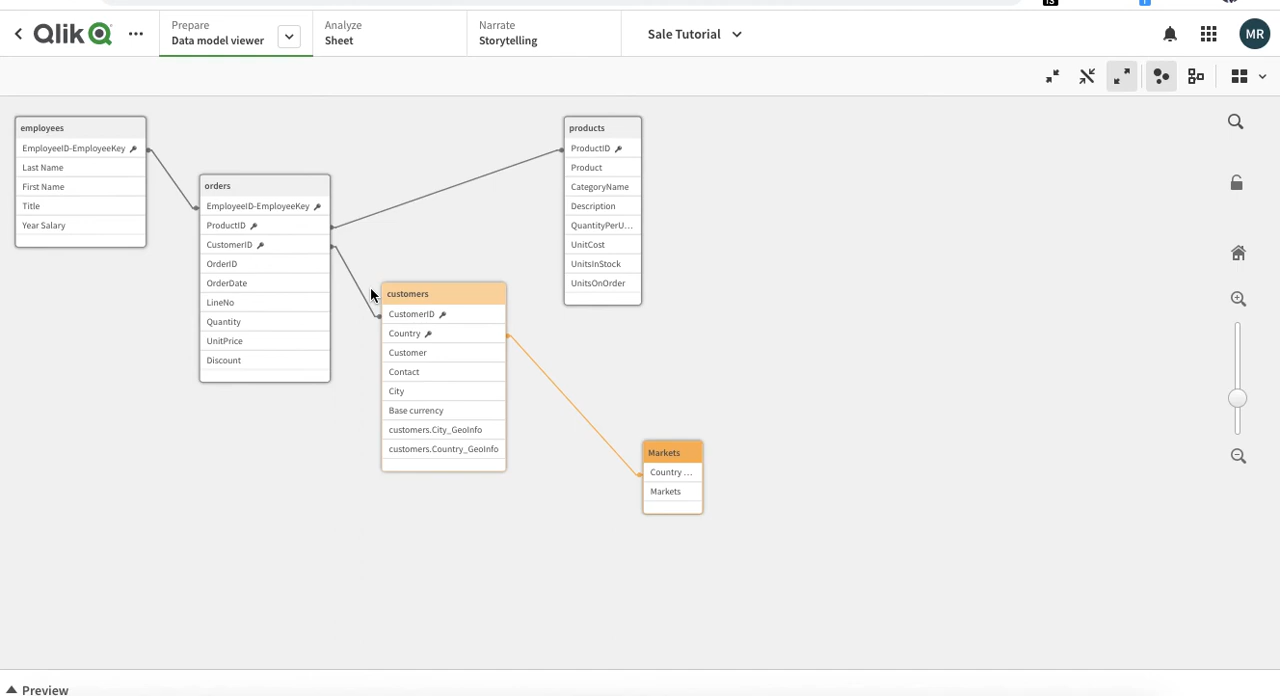 Qlik
Prepare
Data model viewer
Analyze
Sheet
Narrate
Storytelling
Sale Tutorial
MR
employees
EmployeeID-EmployeeKey
Last Name
First Name
Title
Year Salary
orders
EmployeeID-EmployeeKey
ProductID
CustomerID
OrderID
OrderDate
LineNo
Quantity
UnitPrice
Discount
products
ProductID
Product
CategoryName
Description
QuantityPerU...
UnitCost
UnitsInStock
UnitsOnOrder
customers
CustomerID
Country
Customer
Contact
City
Base currency
customers.City_GeoInfo
customers.Country_GeoInfo
Markets
Country ...
Markets
Preview